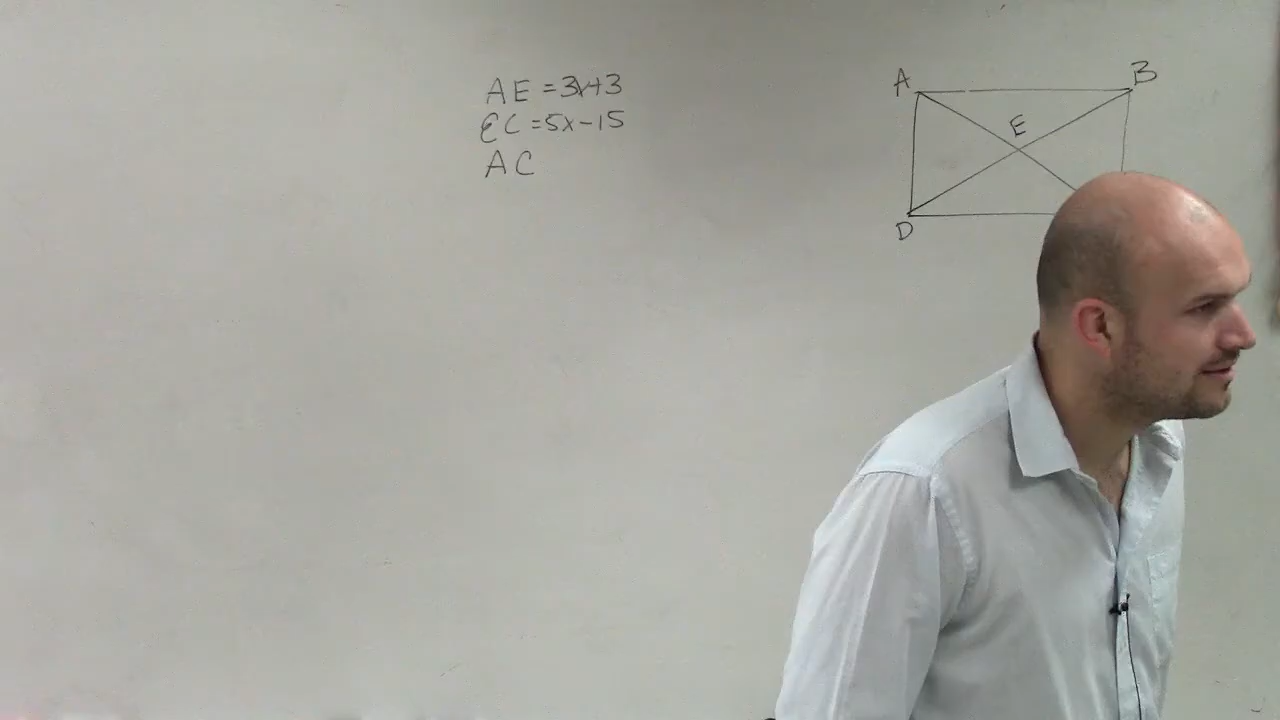 AE = 3x+3
EC = 5x-15
AC
A
B
E
D